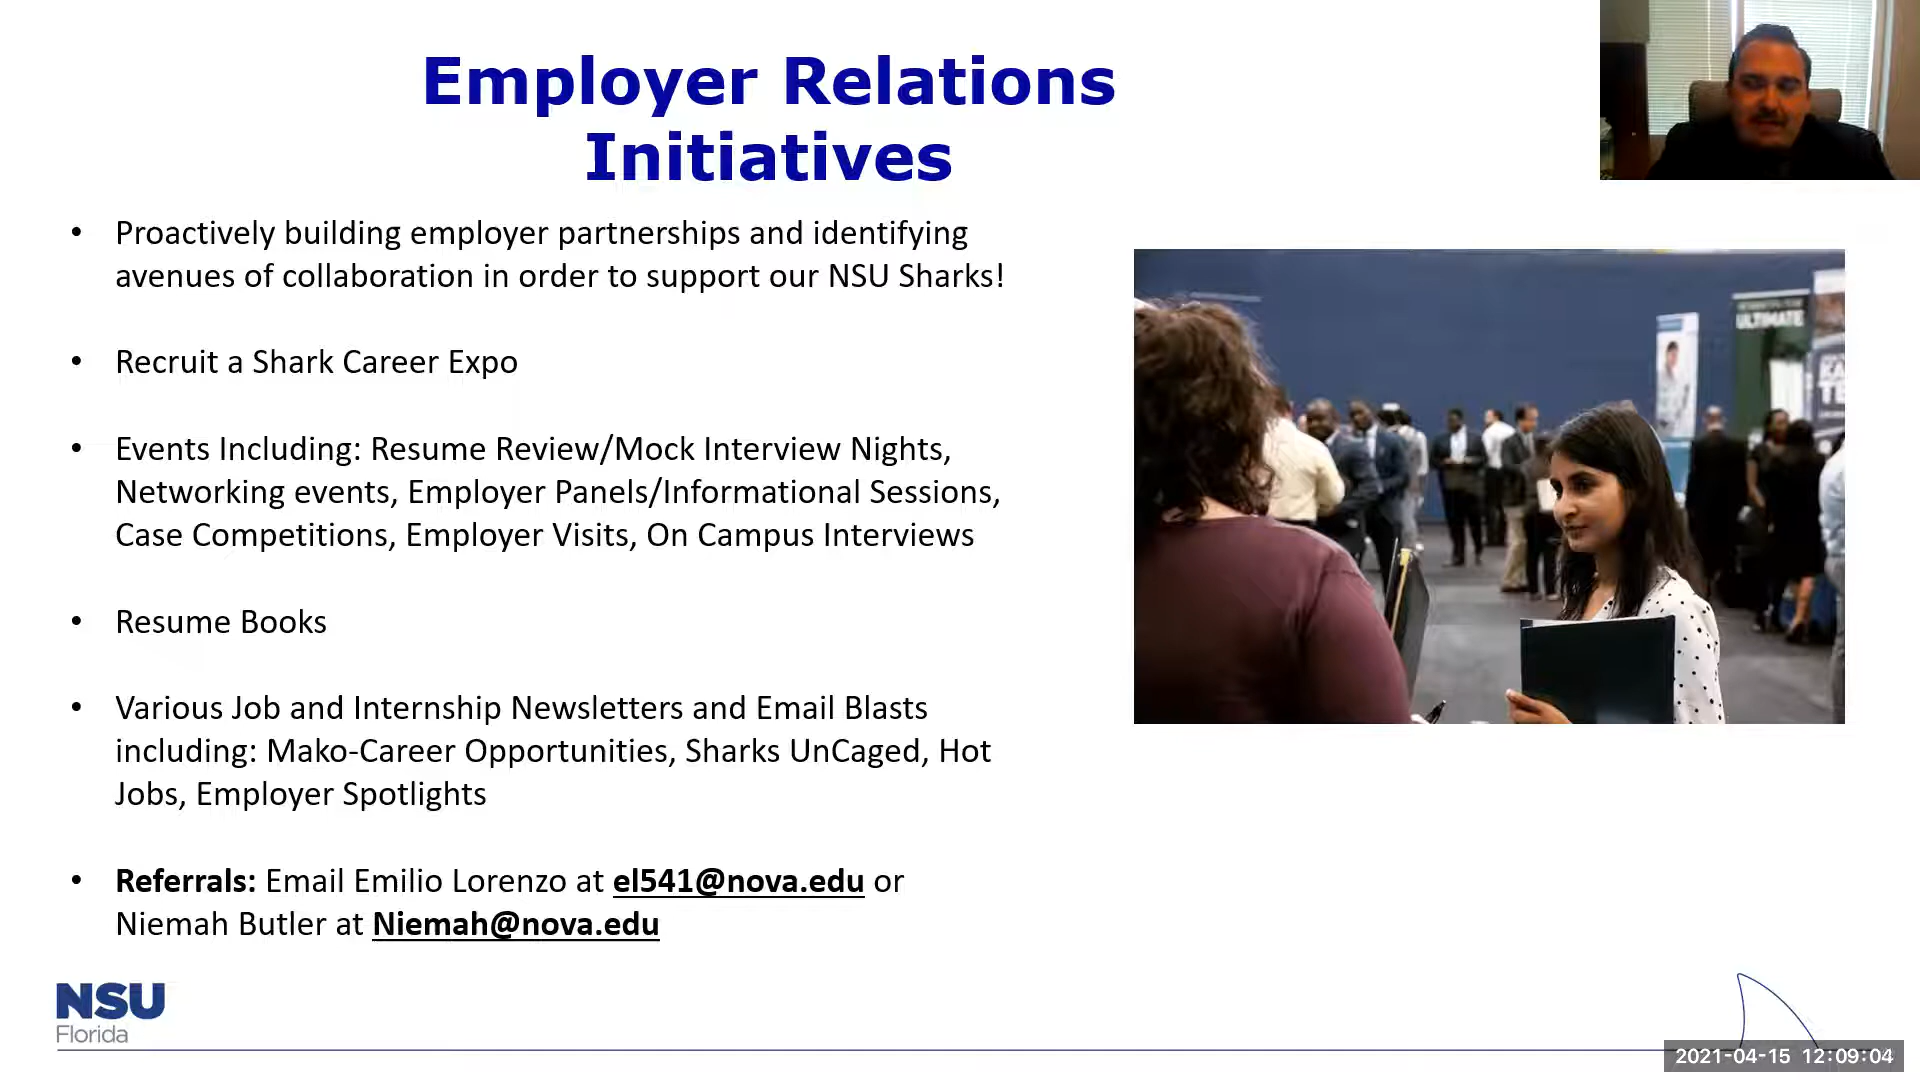 Employer Relations
Initiatives
• Proactively building employer partnerships and identifying
avenues of collaboration in order to support our NSU Sharks!
• Recruit a Shark Career Expo
• Events Including: Resume Review/Mock Interview Nights,
Networking events, Employer Panels/Informational Sessions,
Case Competitions, Employer Visits, On Campus Interviews
• Resume Books
• Various Job and Internship Newsletters and Email Blasts
including: Mako-Career Opportunities, Sharks UnCaged, Hot
Jobs, Employer Spotlights
• Referrals: Email Emilio Lorenzo at el541@nova.edu or
Niemah Butler at Niemah@nova.edu
ULTIMATE
NSU
Florida
2021-04-15 12:09:04